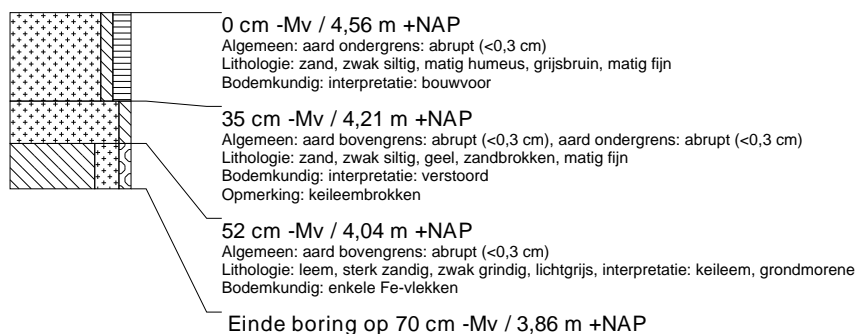 0 cm -Mv / 4,56 m +NAP
Algemeen: aard ondergrens: abrupt (<0,3 cm)
Lithologie: zand, zwak siltig, matig humeus, grijsbruin, matig fijn
Bodemkundig: interpretatie: bouwvoor
35 cm -Mv / 4,21 m +NAP
Algemeen: aard bovengrens: abrupt (<0,3 cm), aard ondergrens: abrupt (<0,3 cm)
Lithologie: zand, zwak siltig, geel, zandbrokken, matig fijn
Bodemkundig: interpretatie: verstoord
Opmerking: keileembrokken
52 cm -Mv / 4,04 m +NAP
Algemeen: aard bovengrens: abrupt (<0,3 cm)
Lithologie: leem, sterk zandig, zwak grindig, lichtgrijs, interpretatie: keileem, grondmorene
Bodemkundig: enkele Fe-vlekken
Einde boring op 70 cm -Mv / 3,86 m +NAP